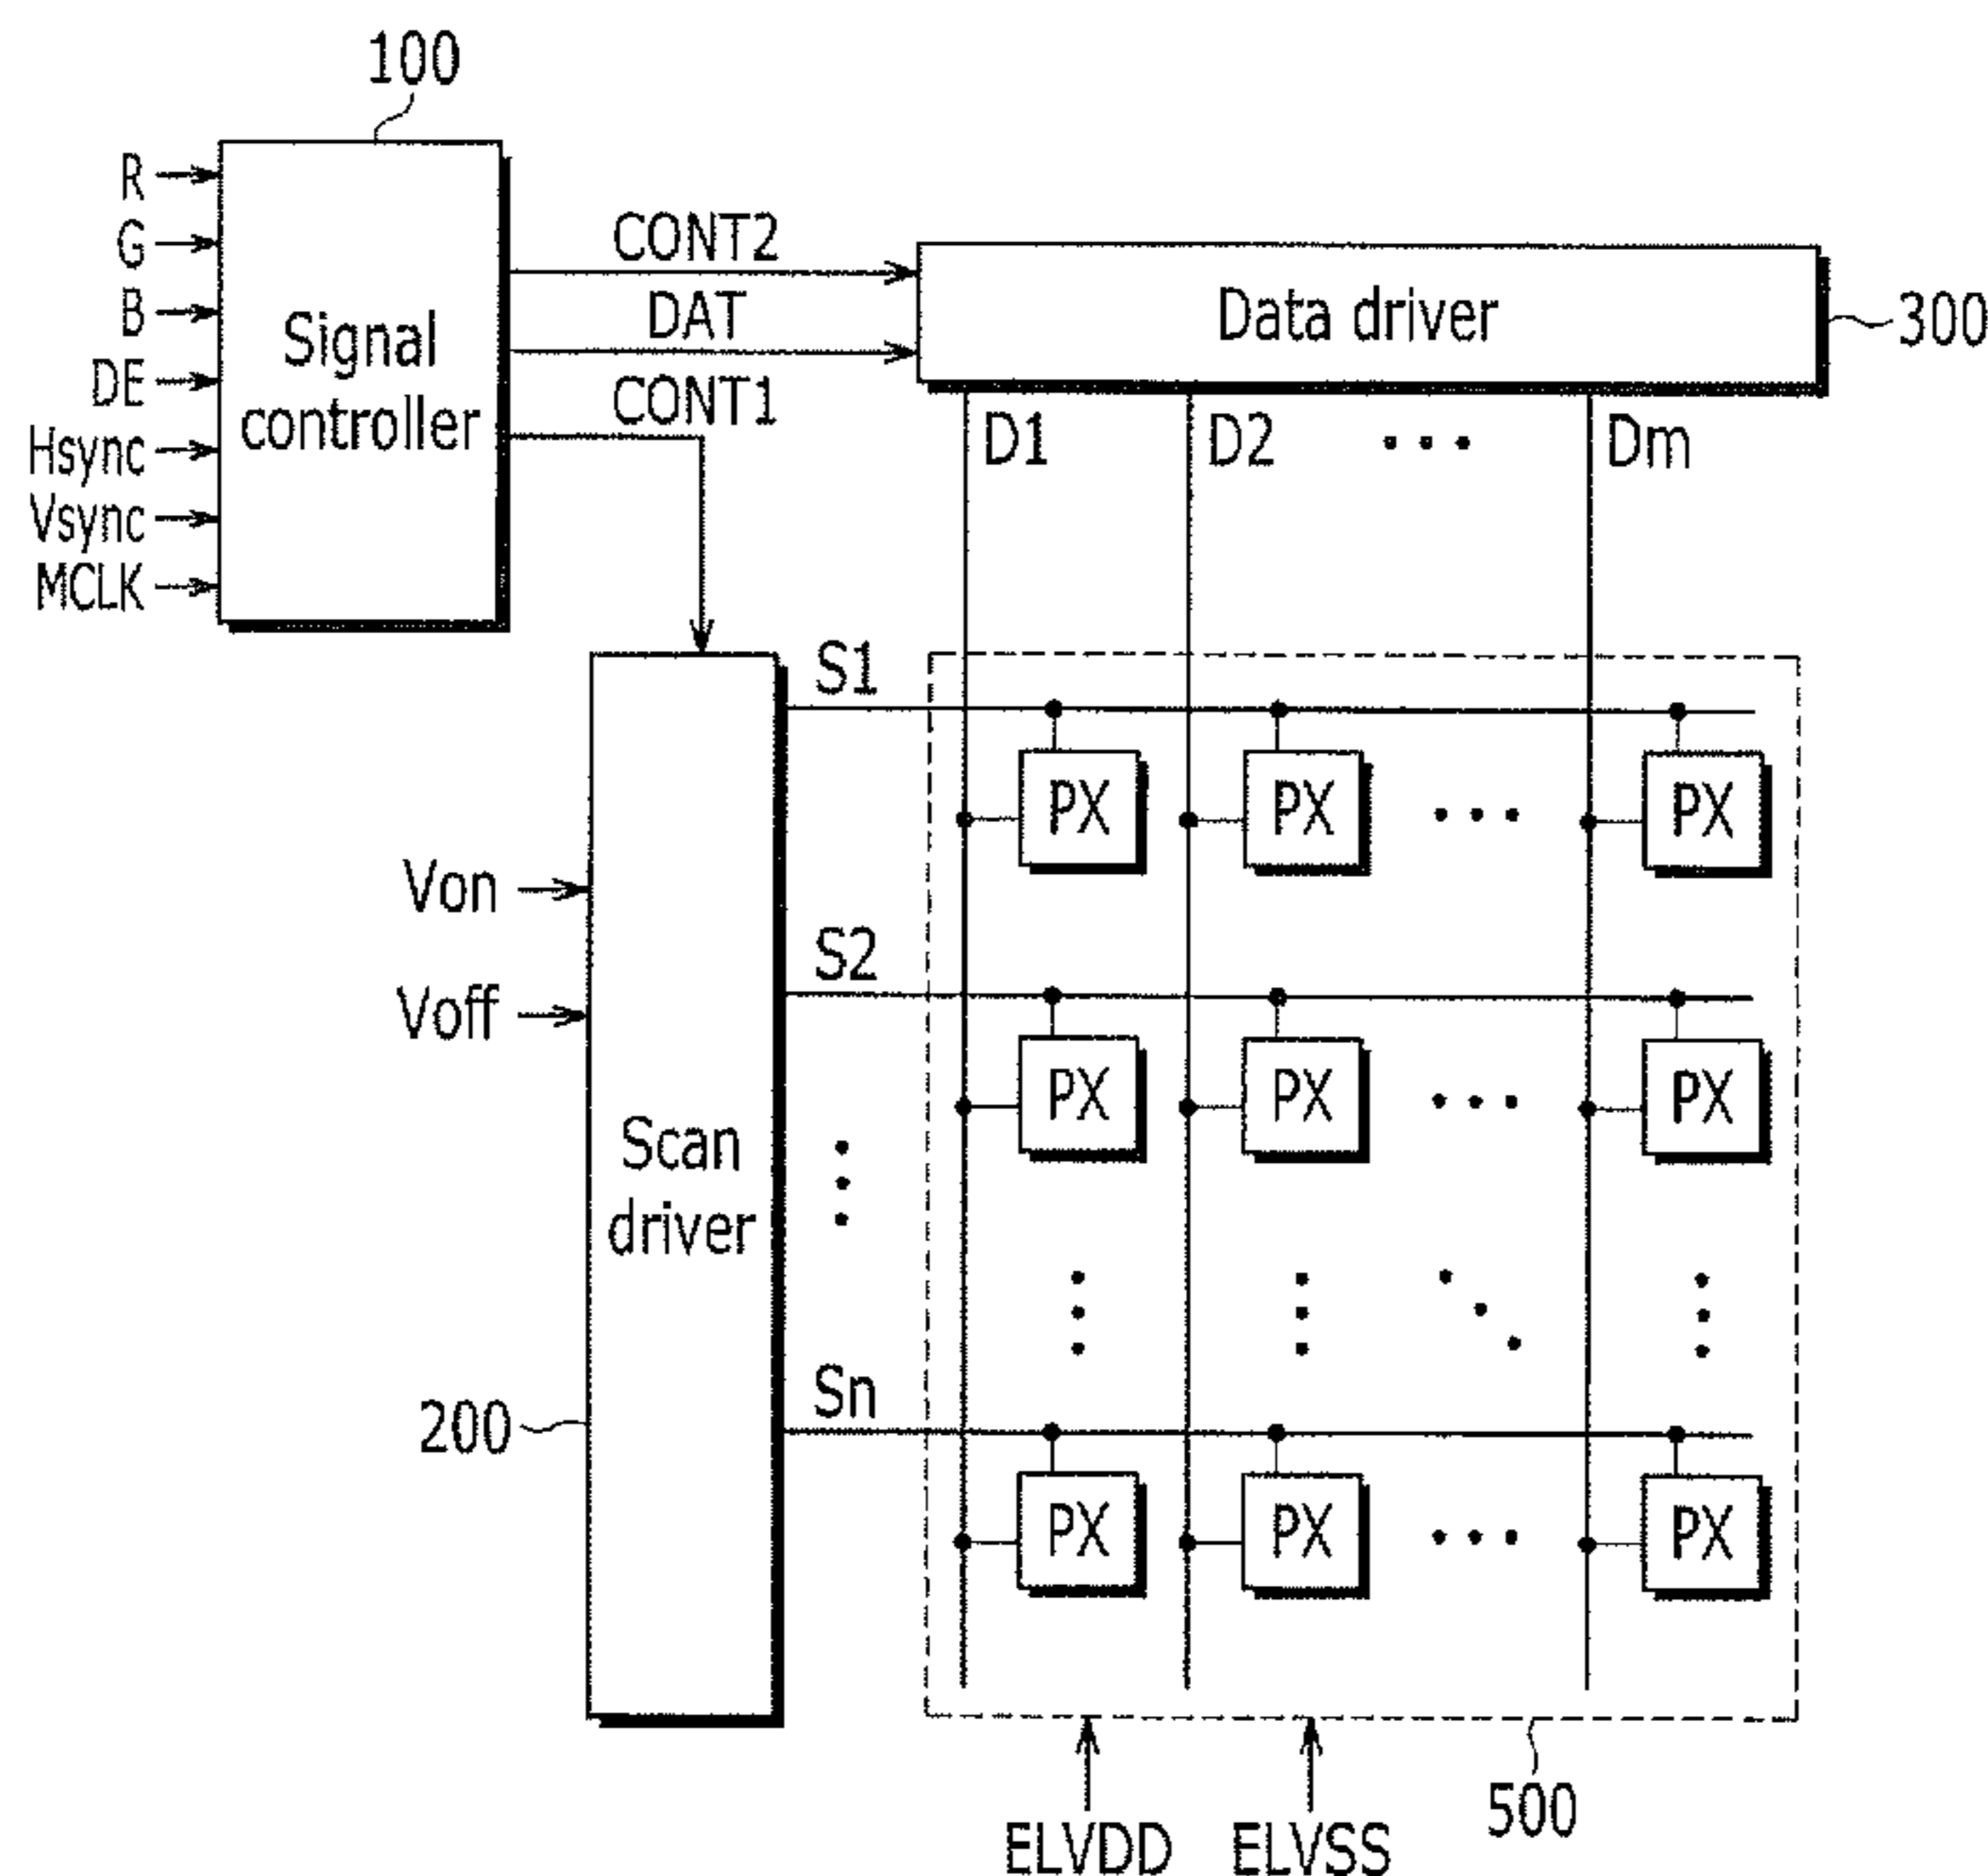 100
R
G
B
DE
Hsync
Vsync
MCLK
Signal
controller
CONT2
DAT
CONT1
Data driver
300
D1 D2 Dm
S1
PX PX PX
Von
Voff
S2
PX PX PX
Scan
driver
200
Sn
PX PX PX
500
ELVDD ELVSS